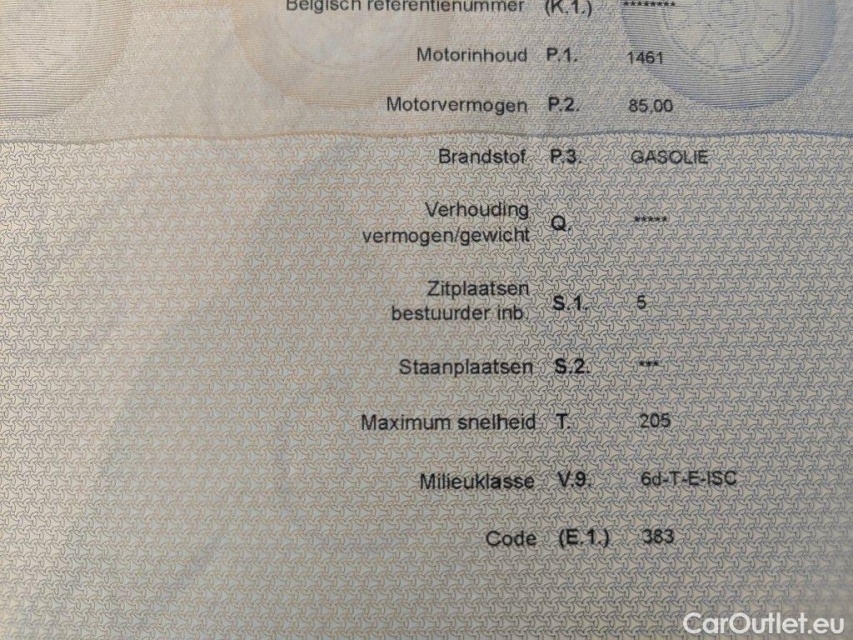 Belgisch referentienummer (K.1.) ********
Motorinhoud P.1. 1461
Motorvermogen P.2. 85,00
Brandstof P.3. GASOLIE
Verhouding
vermogen/gewicht Q. *****
Zitplaatsen
bestuurder inb. S.1. 5
Staanplaatsen S.2. ***
Maximum snelheid T. 205
Milieuklasse V.9. 6d-T-E-ISC
Code (E.1.) 383
CarOutlet.eu